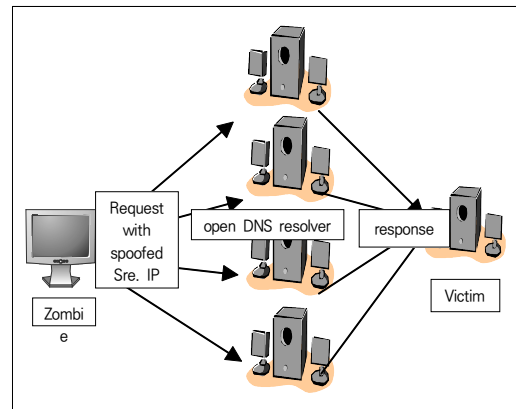 Request
with
spoofed
Sre. IP
open DNS resolver
response
Zombi
e
Victim